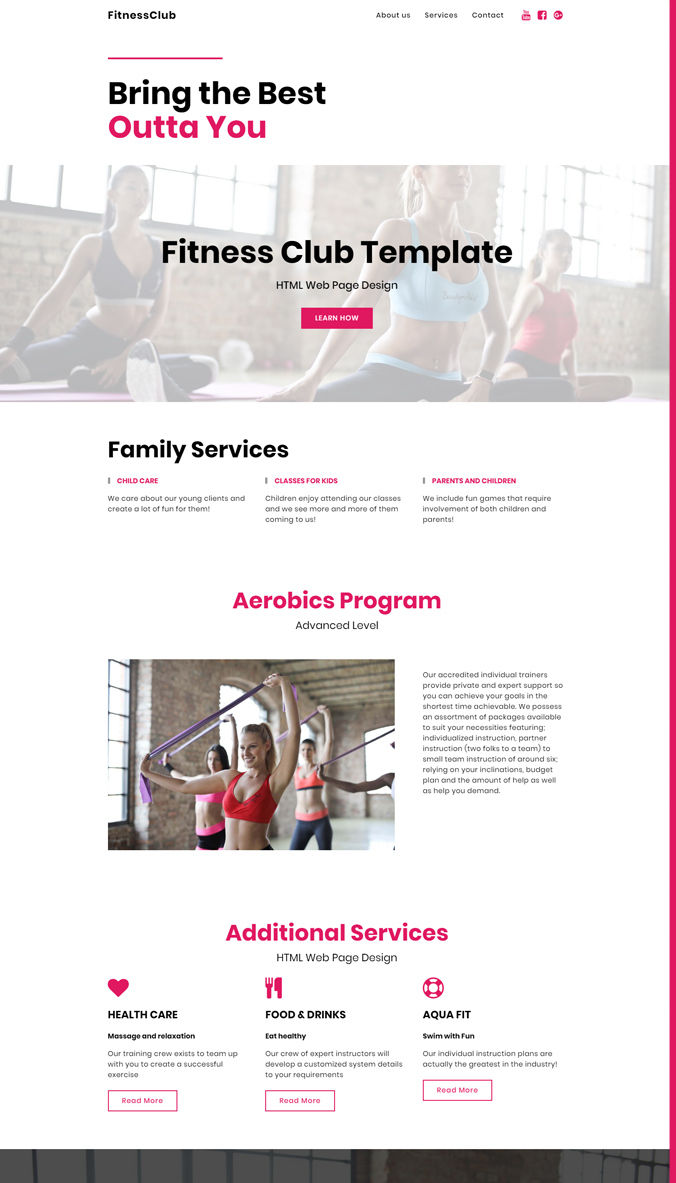 FitnessClub
About us Services Contact
Bring the Best
Outta You
Fitness Club Template
HTML Web Page Design
LEARN HOW
Family Services
CHILD CARE
We care about our young clients and
create a lot of fun for them!
CLASSES FOR KIDS
Children enjoy attending our classes
and we see more and more of them
coming to us!
PARENTS AND CHILDREN
We include fun games that require
involvement of both children and
parents!
Aerobics Program
Advanced Level
Our accredited individual trainers
provide private and expert support so
you can achieve your goals in the
shortest time achievable. We possess
an assortment of packages available
to suit your necessities featuring;
individualized instruction, partner
instruction (two folks to a team) to
small team instruction of around six;
relying on your inclinations, budget
plan and the amount of help as well
as help you demand.
Additional Services
HTML Web Page Design
HEALTH CARE
Massage and relaxation
Our training crew exists to team up
with you to create a successful
exercise
Read More
FOOD & DRINKS
Eat healthy
Our crew of expert instructors will
develop a customized system details
to your requirements
Read More
AQUA FIT
Swim with Fun
Our individual instruction plans are
actually the greatest in the industry!
Read More